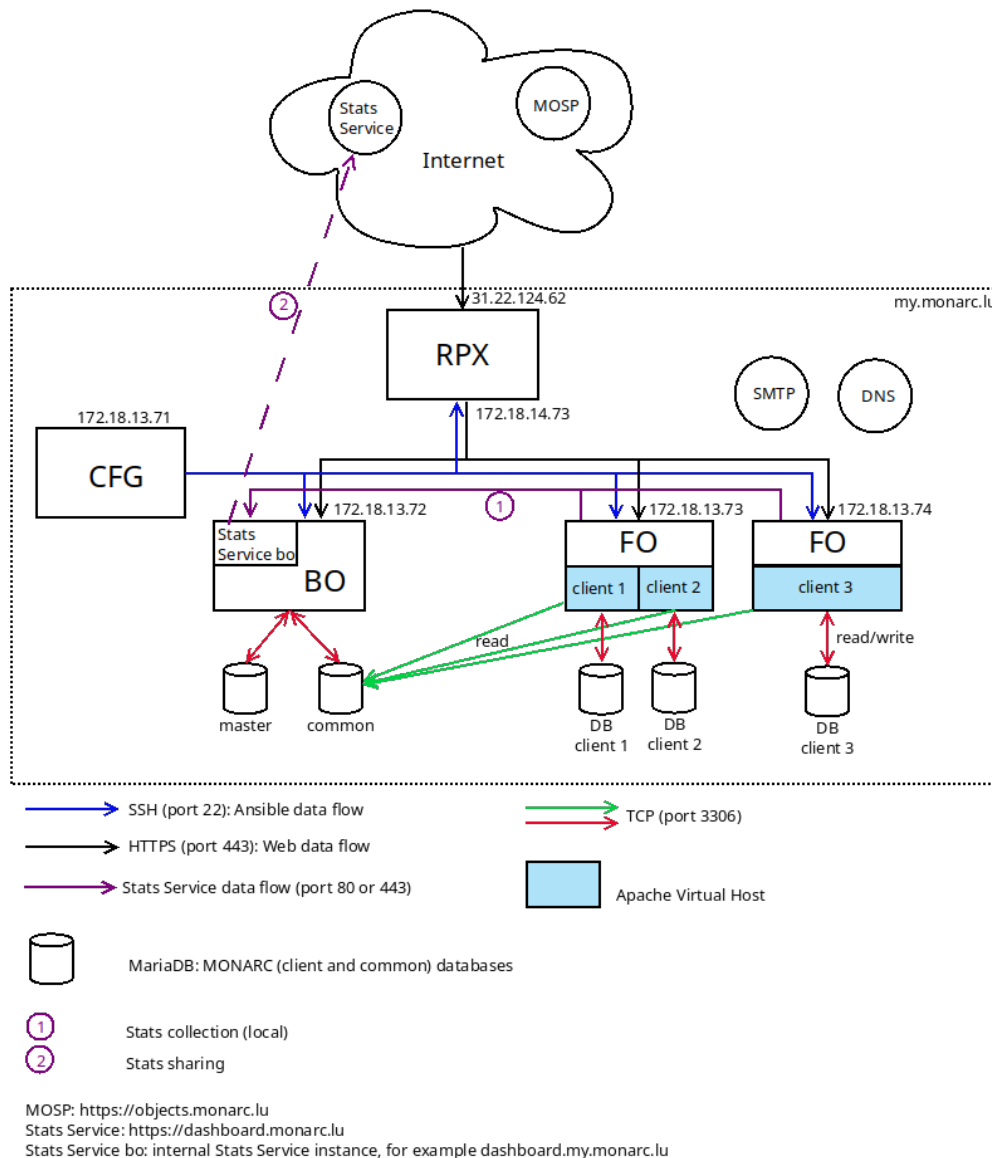 Stats
Service
MOSP
Internet
2
31.22.124.62
my.monarc.lu
RPX
SMTP
DNS
172.18.13.71
172.18.14.73
CFG
1
172.18.13.72
172.18.13.73
172.18.13.74
Stats
Service bo
BO
FO
FO
client 1
client 2
client 3
read
read/write
master
common
DB
client 1
DB
client 2
DB
client 3
SSH (port 22): Ansible data flow
TCP (port 3306)
HTTPS (port 443): Web data flow
Stats Service data flow (port 80 or 443)
Apache Virtual Host
MariaDB: MONARC (client and common) databases
1
Stats collection (local)
2
Stats sharing
MOSP: https://objects.monarc.lu
Stats Service: https://dashboard.monarc.lu
Stats Service bo: internal Stats Service instance, for example dashboard.my.monarc.lu